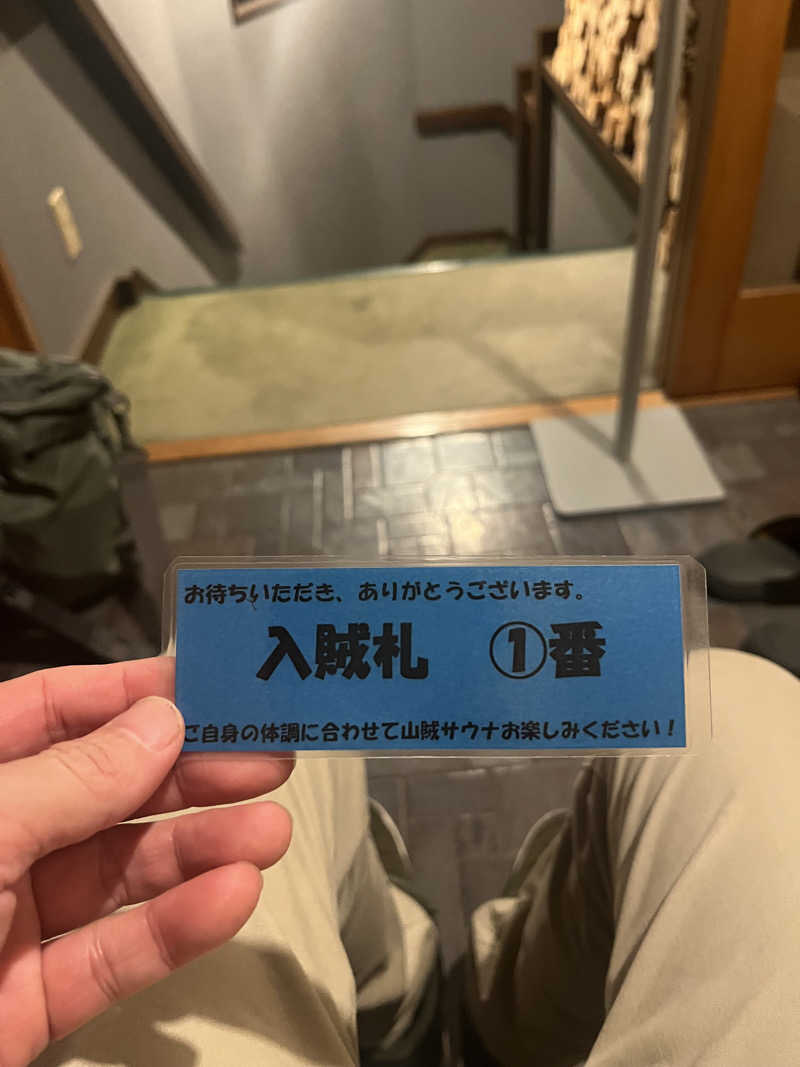 お待ちいただき、ありがとうございます。
入賊札　①番
ご自身の体調に合わせて山賊サウナお楽しみください！